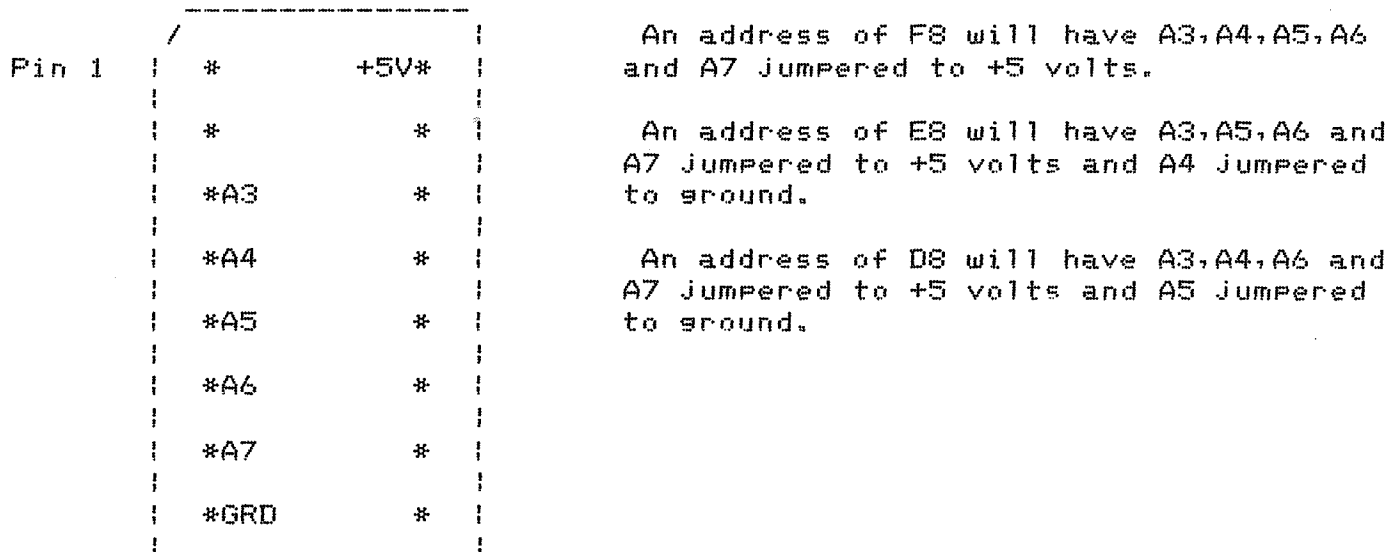 ---------------
/ ¦ An address of F8 will have A3,A4,A5,A6
Pin 1 ¦ * +5V* ¦ and A7 jumpered to +5 volts.
¦ ¦
¦ * * ¦ An address of E8 will have A3,A5,A6 and
¦ ¦ A7 jumpered to +5 volts and A4 jumpered
¦ *A3 * ¦ to ground.
¦ ¦
¦ *A4 * ¦ An address of D8 will have A3,A4,A6 and
¦ ¦ A7 jumpered to +5 volts and A5 jumpered
¦ *A5 * ¦ to ground.
¦ ¦
¦ *A6 * ¦
¦ ¦
¦ *A7 * ¦
¦ ¦
¦ *GRD * ¦
¦ ¦